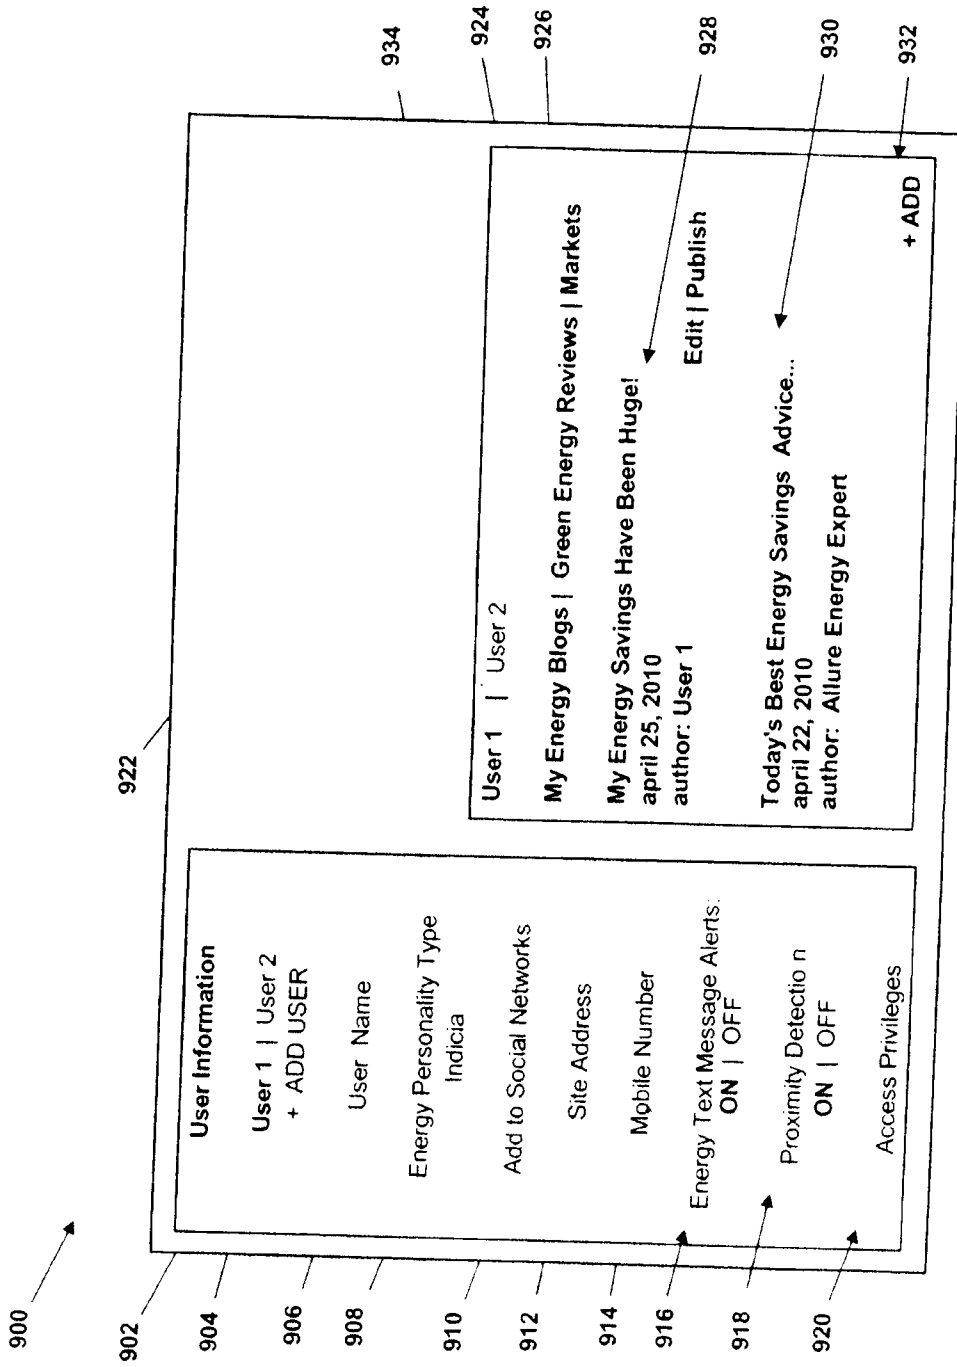 900
902
904
906
908
910
912
914
916
918
920
922
User Information
User 1 | User 2
+ ADD USER
User Name
Energy Personality Type
Indicia
Add to Social Networks
Site Address
Mobile Number
Energy Text Message Alerts:
ON | OFF
Proximity Detectio n
ON | OFF
Access Privileges
User 1 | User 2
My Energy Blogs | Green Energy Reviews | Markets
My Energy Savings Have Been Huge!
april 25, 2010
author: User 1
Edit | Publish
Today's Best Energy Savings Advice...
april 22, 2010
author: Allure Energy Expert
+ ADD
934
924
926
928
930
932